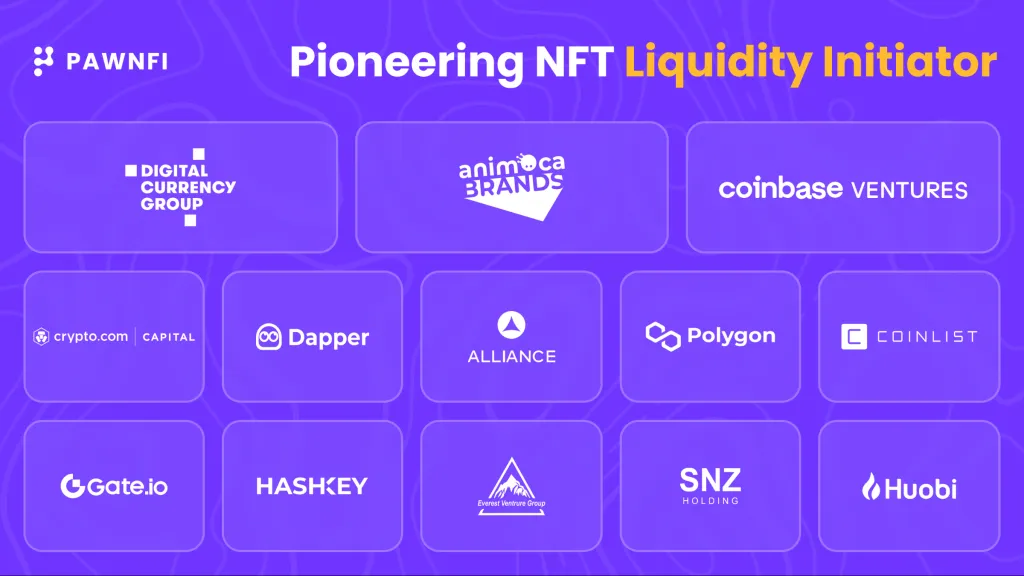 PAWNFI
Pioneering NFT Liquidity Initiator
DIGITAL
CURRENCY
GROUP
animoca
BRANDS
coinbase VENTURES
crypto.com | CAPITAL
Dapper
ALLIANCE
Polygon
COINLIST
Gate.io
HASHKEY
Everest Ventrure Group
SNZ
HOLDING
Huobi